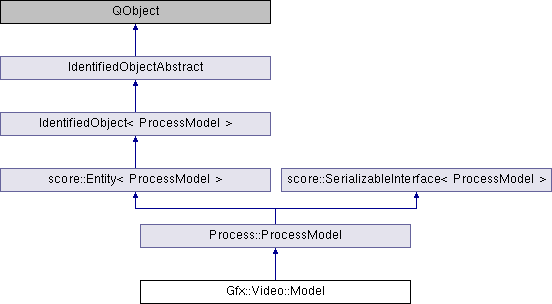 QObject
IdentifiedObjectAbstract
IdentifiedObject< ProcessModel >
score::Entity< ProcessModel >
score::SerializableInterface< ProcessModel >
Process::ProcessModel
Gfx::Video::Model